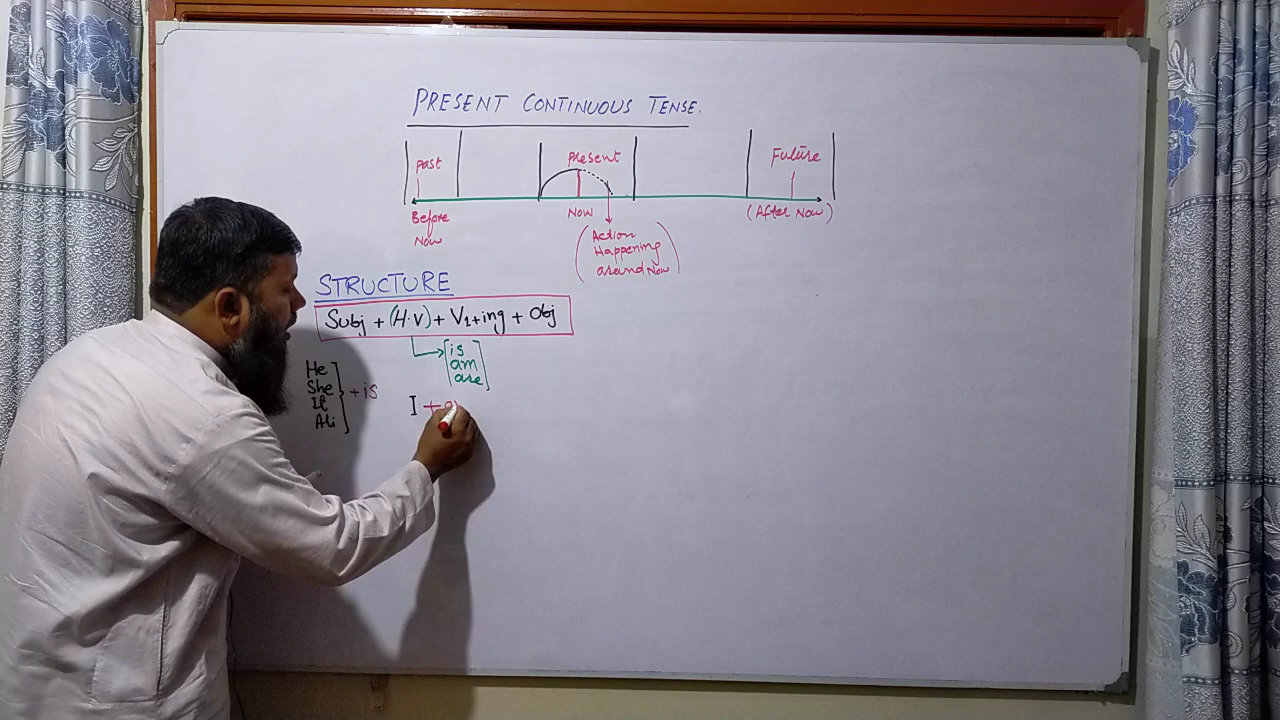 PRESENT CONTINUOUS TENSE.
Past
Present
Future
Before
Now
Now
(After Now)
(Action
Happening
around Now)
STRUCTURE
Subj + (H.V) + V1+ing + Obj
is
am
are
He
She
It
Ali
+ is
I +